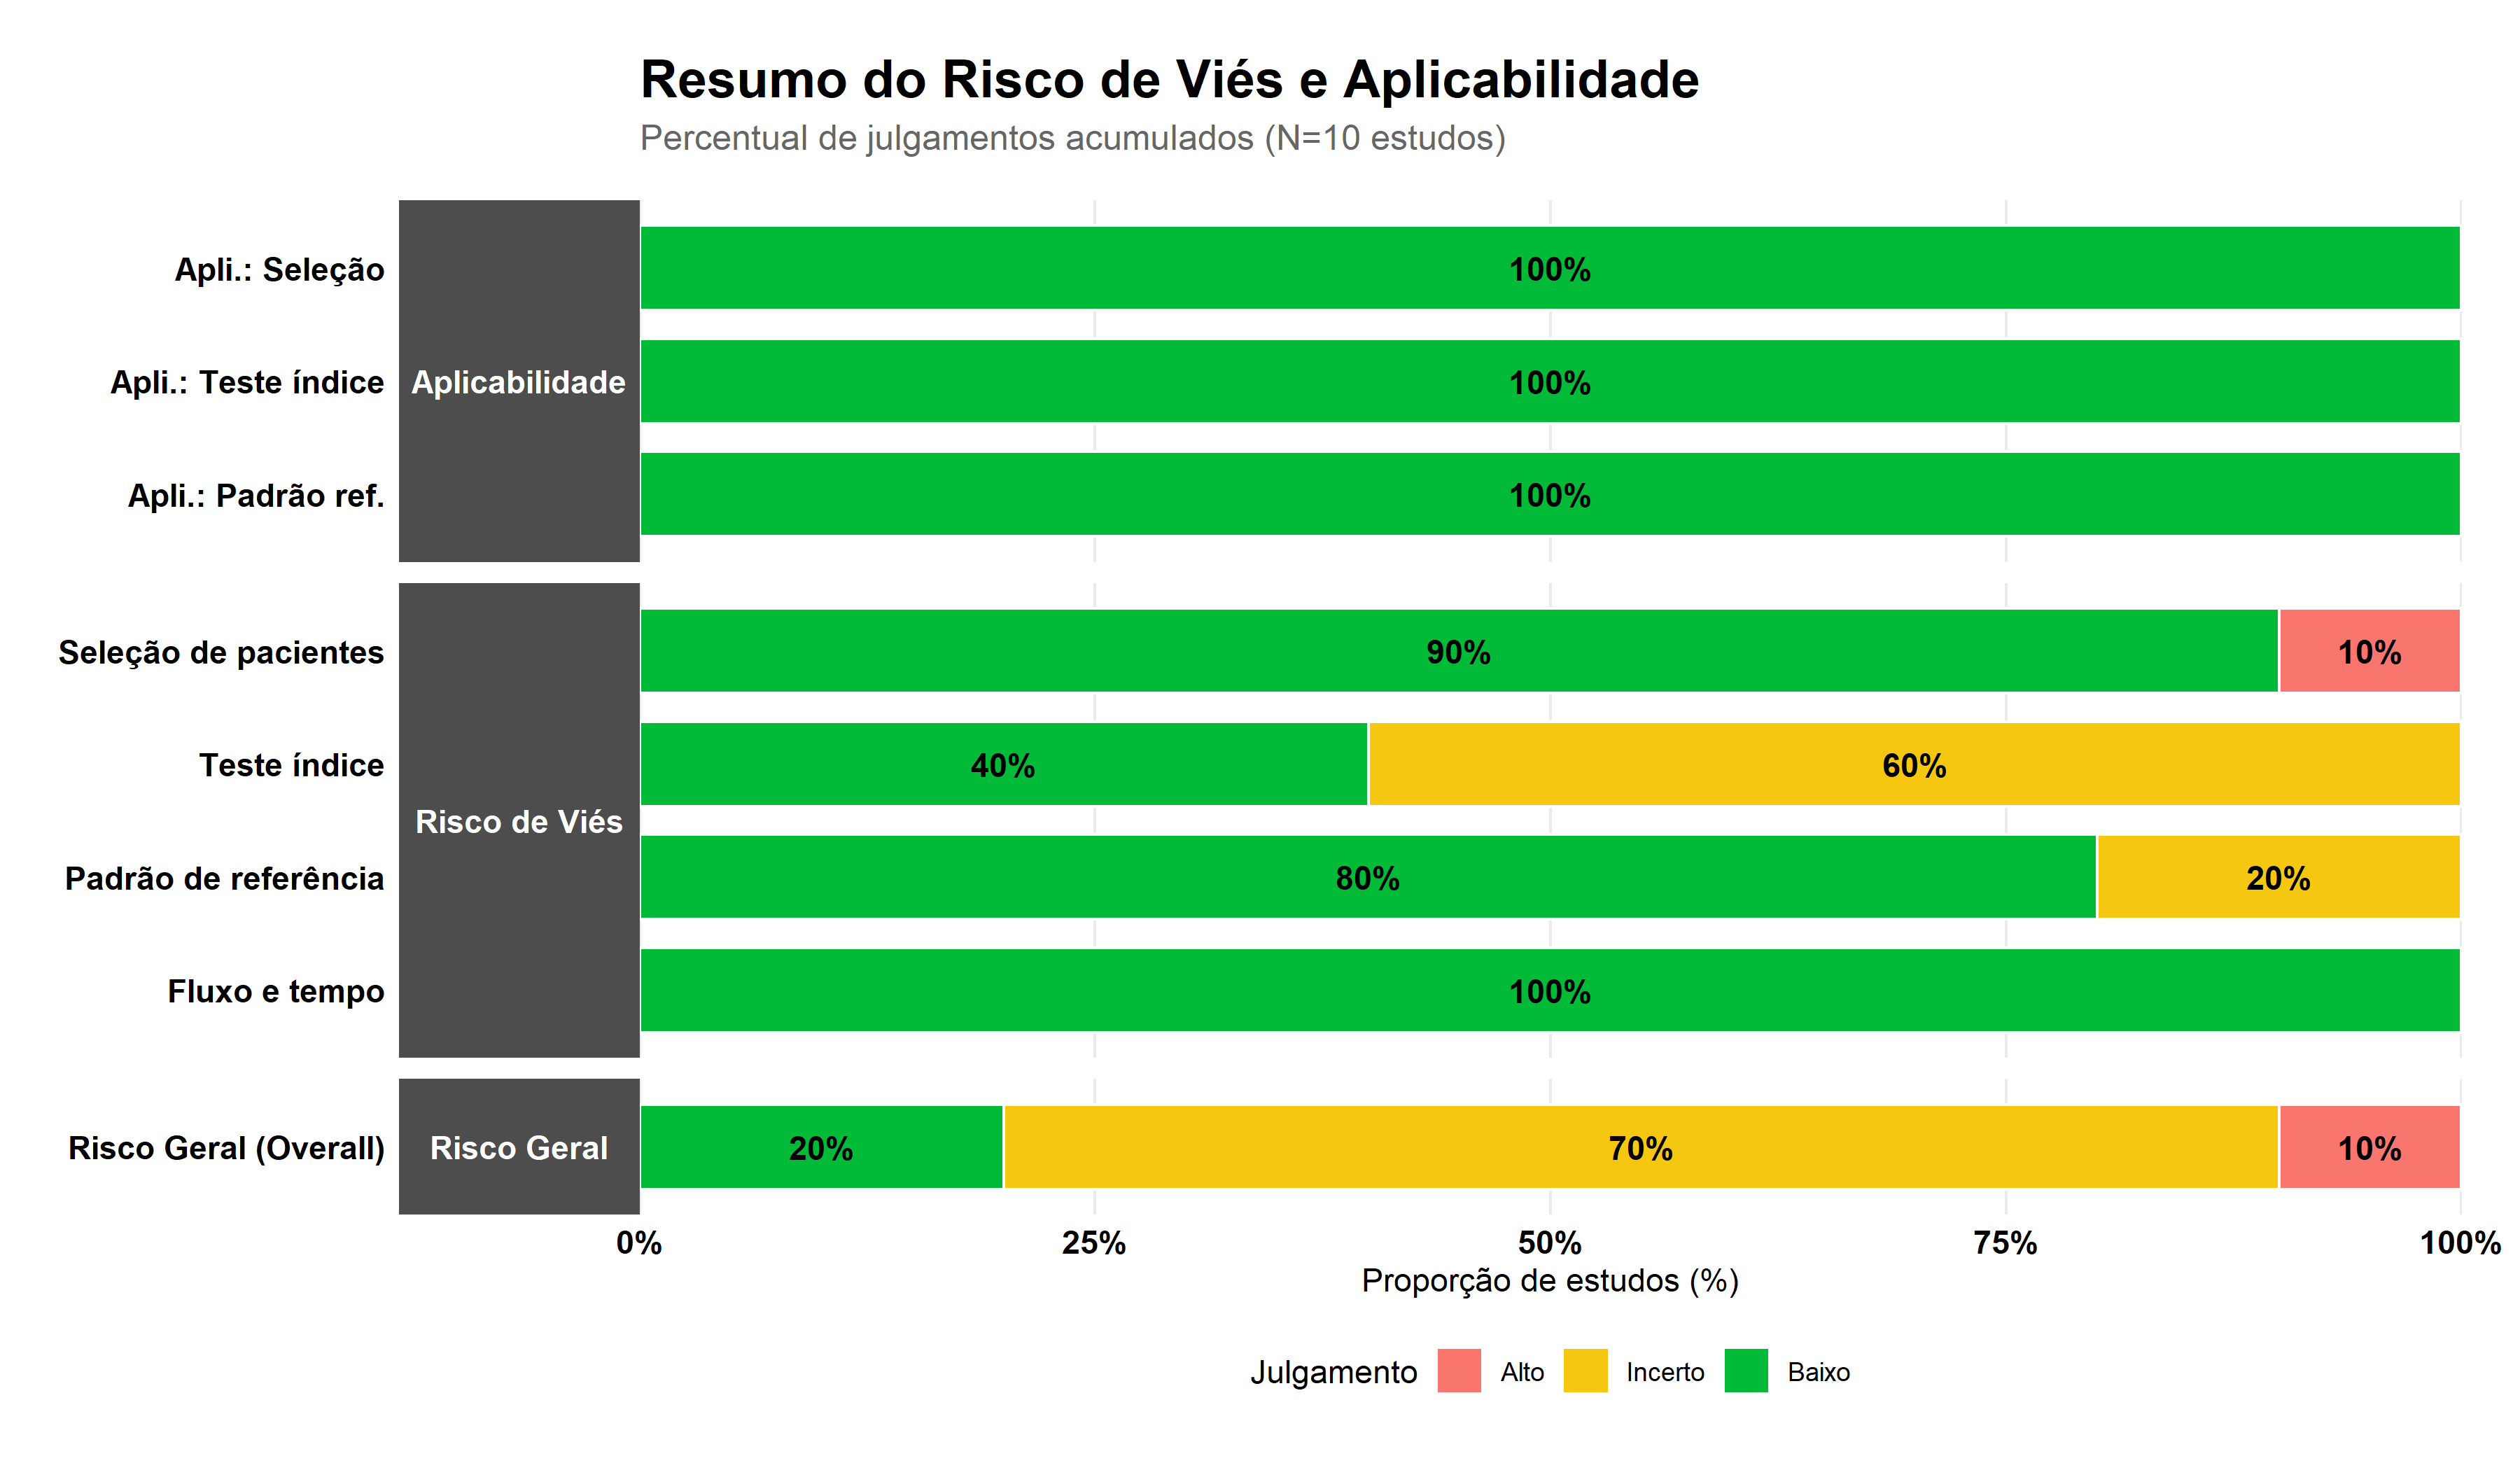 Resumo do Risco de Viés e Aplicabilidade
Percentual de julgamentos acumulados (N=10 estudos)
Aplicabilidade
Apli.: Seleção
100%
Apli.: Teste índice
100%
Apli.: Padrão ref.
100%
Risco de Viés
Seleção de pacientes
90%
10%
Teste índice
40%
60%
Padrão de referência
80%
20%
Fluxo e tempo
100%
Risco Geral
Risco Geral (Overall)
20%
70%
10%
0%
25%
50%
75%
100%
Proporção de estudos (%)
Julgamento
Alto
Incerto
Baixo